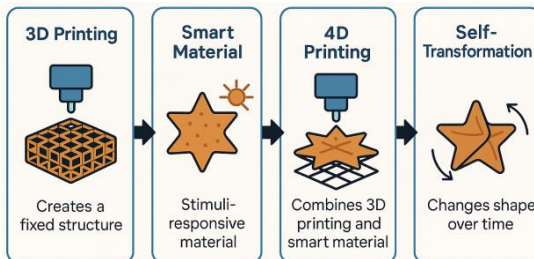 3D Printing
Creates a
fixed structure
Smart
Material
Stimuli-
responsive
material
4D
Printing
Combines 3D
printing and
smart material
Self-
Transformation
Changes shape
over time